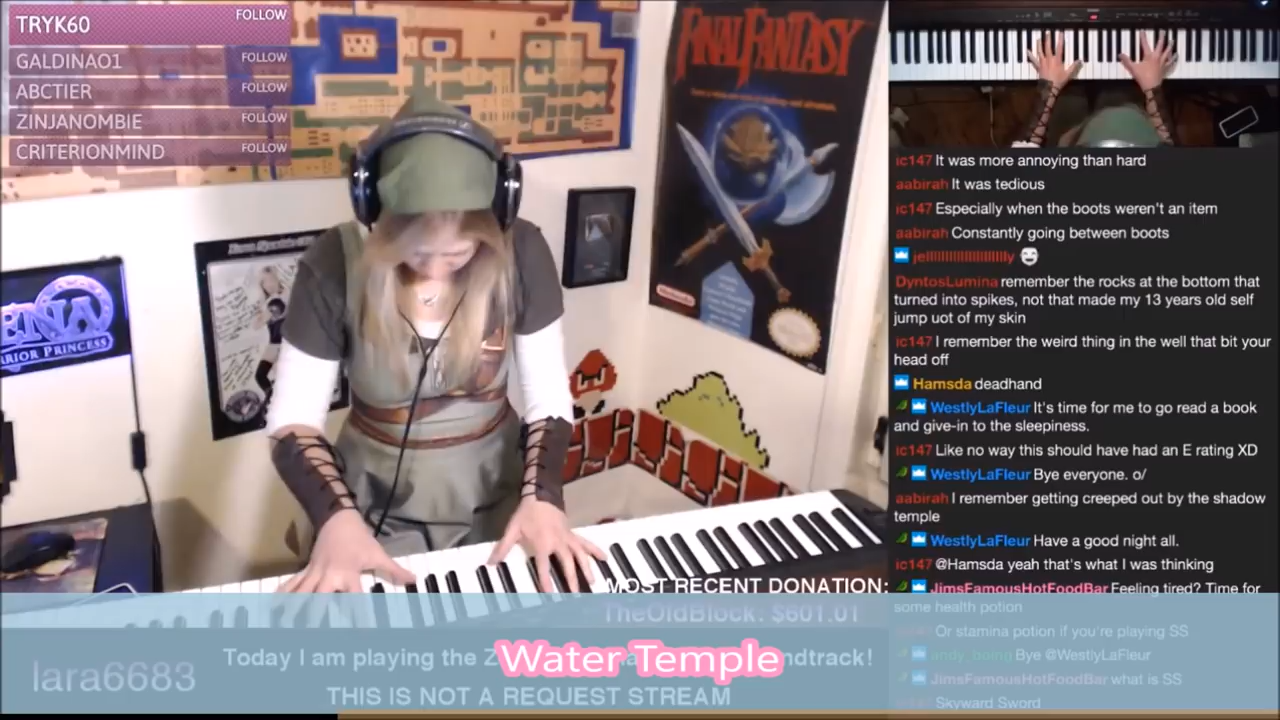 TRYK60 FOLLOW
GALDINAO1 FOLLOW
ABCTIER FOLLOW
ZINJANOMBIE FOLLOW
CRITERIONMIND FOLLOW
FINAL FANTASY
Nintendo
ENA
RRIOR PRINCESS
MOST RECENT DONATION:
TheOldBlock: $601.01
Today I am playing the Z
ndtrack!
Water Temple
lara6683
THIS IS NOT A REQUEST STREAM
ic147 It was more annoying than hard
aabirah It was tedious
ic147 Especially when the boots weren't an item
aabirah Constantly going between boots
DyntosLumina remember the rocks at the bottom that
turned into spikes, not that made my 13 years old self
jump uot of my skin
ic147 I remember the weird thing in the well that bit your
head off
Hamsda deadhand
WestlyLaFleur It's time for me to go read a book
and give-in to the sleepiness.
ic147 Like no way this should have had an E rating XD
WestlyLaFleur Bye everyone. o/
aabirah I remember getting creeped out by the shadow
temple
WestlyLaFleur Have a good night all.
ic147 @Hamsda yeah that's what I was thinking
JimsFamousHotFoodBar Feeling tired? Time for
some health potion
Or stamina potion if you're playing SS
Bye @WestlyLaFleur
JimsFamousHotFoodBar what is SS
Skyward Sword